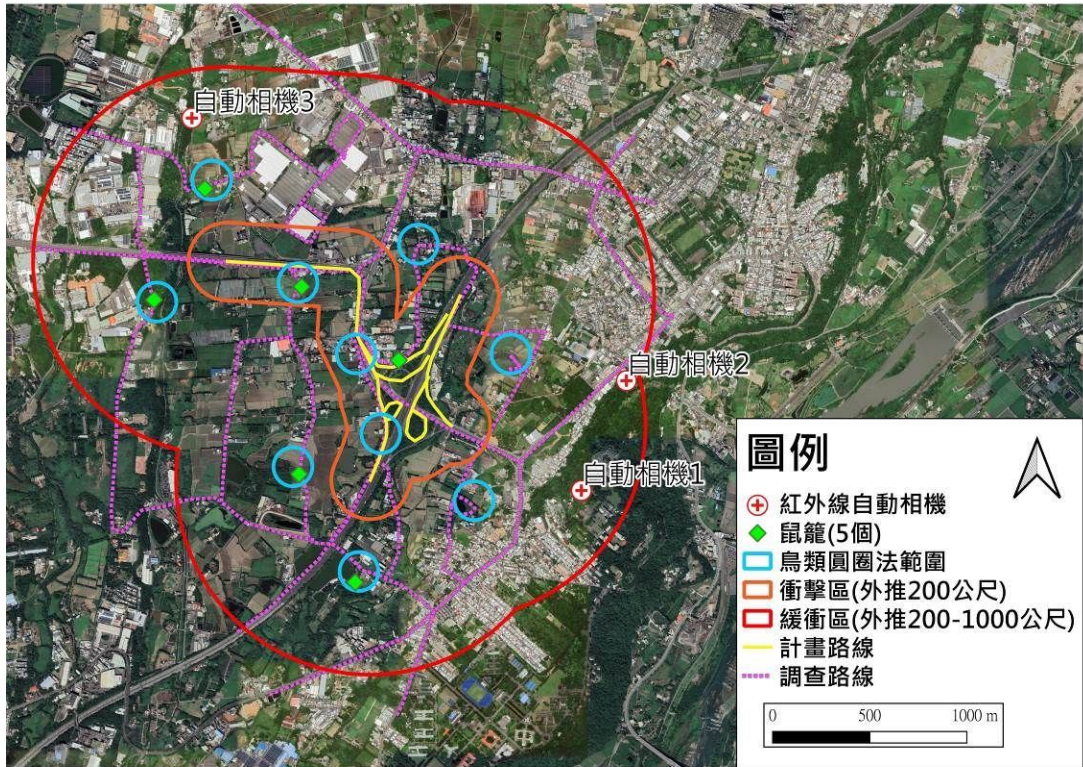 自動相機3
自動相機2
自動相機1
圖例
紅外線自動相機
鼠籠(5個)
鳥類圓圈法範圍
衝擊區(外推200公尺)
緩衝區(外推200-1000公尺)
計畫路線
調查路線
0 500 1000 m